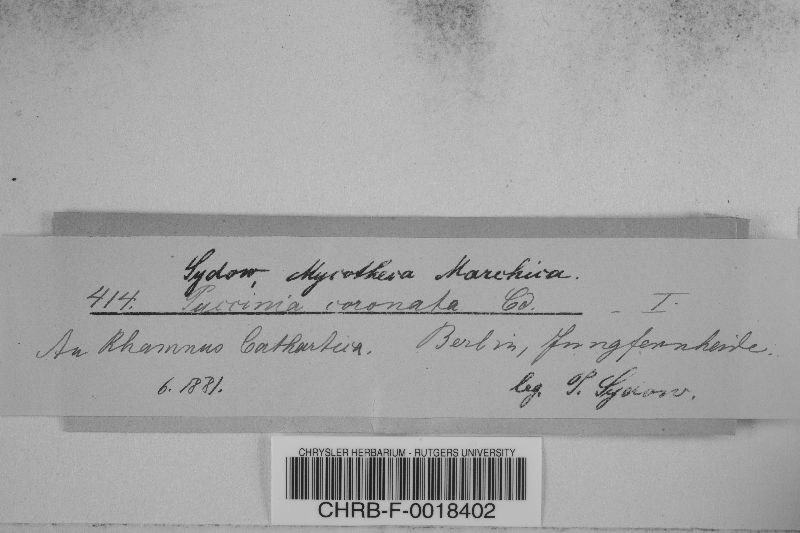 Sydow, Mycotheca Marchica.
414. Puccinia coronata Cd. - I.
An Rhamnus Cathartica. Berlin, Jungfernheide.
6. 1881. leg. P. Sydow.
CHRYSLER HERBARIUM - RUTGERS UNIVERSITY
CHRB-F-0018402